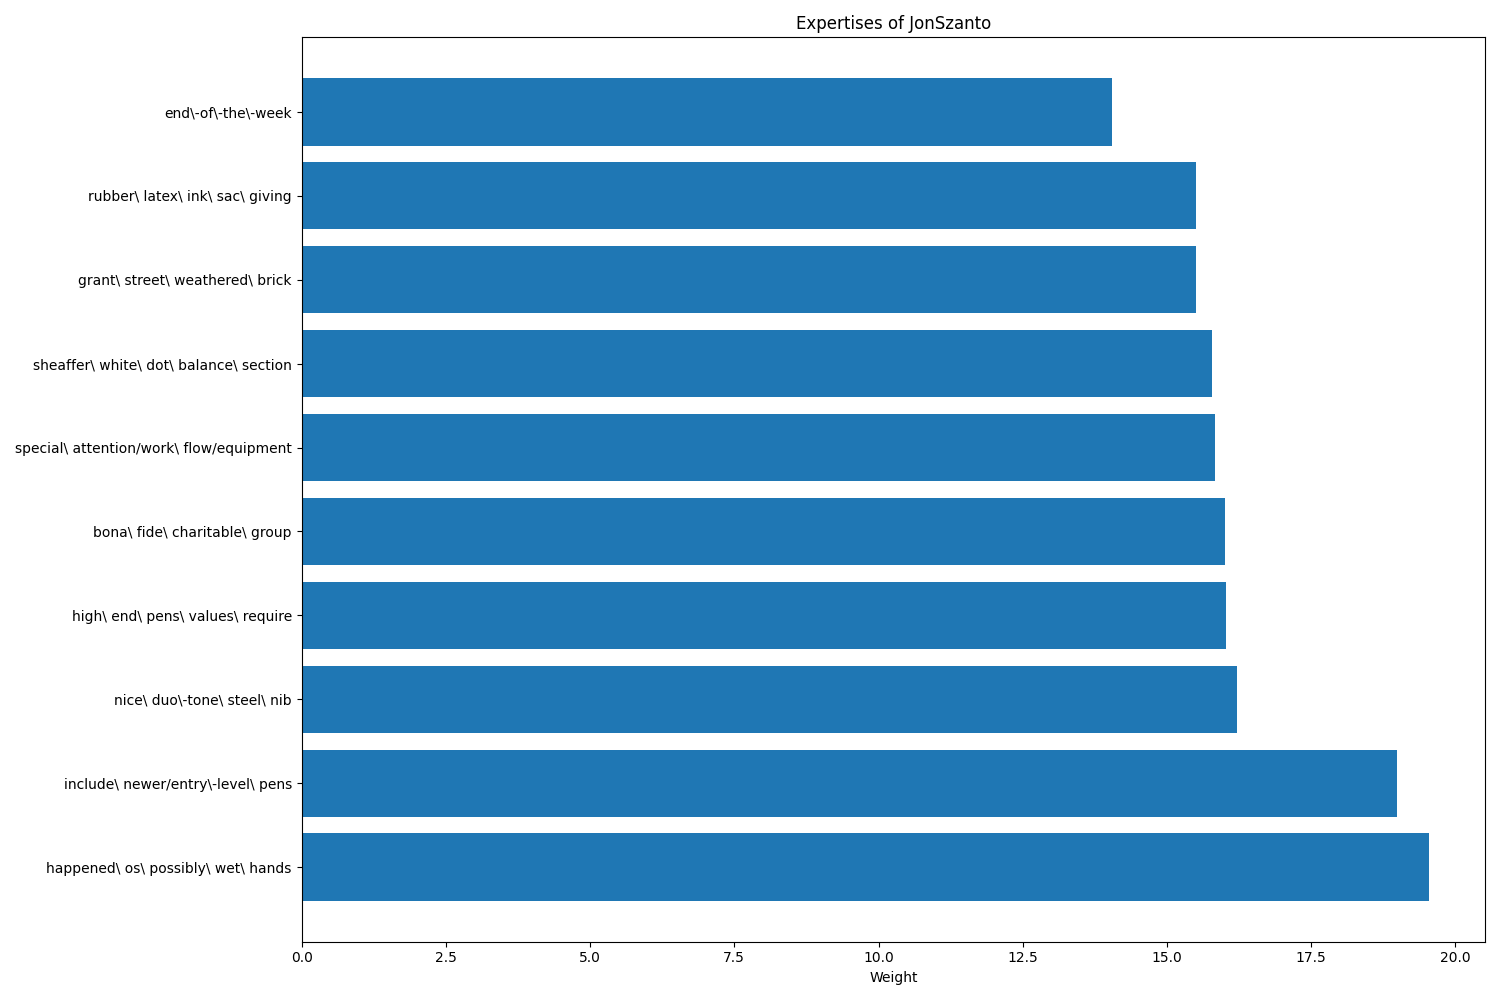 Expertises of JonSzanto
end\-of\-the\-week
rubber\ latex\ ink\ sac\ giving
grant\ street\ weathered\ brick
sheaffer\ white\ dot\ balance\ section
special\ attention/work\ flow/equipment
bona\ fide\ charitable\ group
high\ end\ pens\ values\ require
nice\ duo\-tone\ steel\ nib
include\ newer/entry\-level\ pens
happened\ os\ possibly\ wet\ hands
0.0 2.5 5.0 7.5 10.0 12.5 15.0 17.5 20.0
Weight